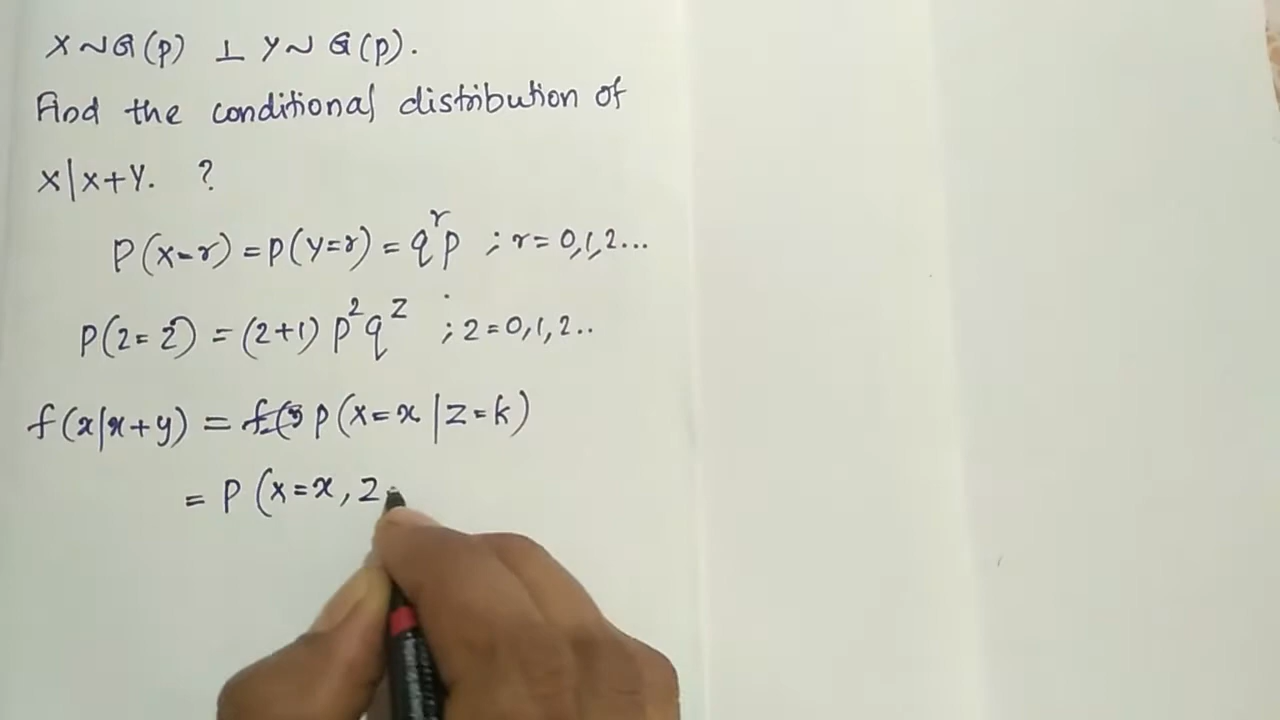 X ~ G(p) ⊥ Y ~ G(p).
Find the conditional distribution of
X|X+Y. ?
P(X=r) = P(Y=r) = q^r p ; r = 0,1,2...
P(Z=z) = (z+1) p^2 q^z ; z = 0,1,2..
f(x|x+y) = P(X=x | Z=k)
= P(X=x, Z